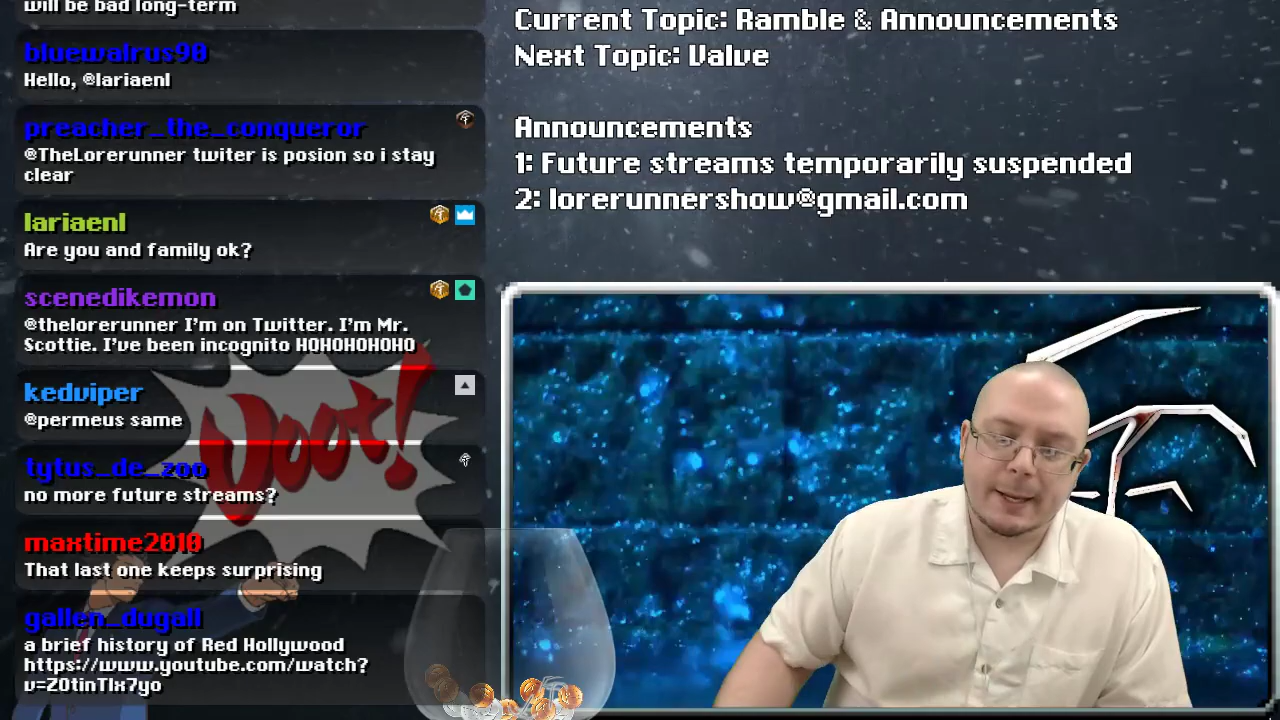 will be bad long-term
bluewalrus90
Hello, @lariaenl
preacher_the_conqueror
@TheLorerunner twiter is posion so i stay
clear
lariaenl
Are you and family ok?
scenedikemon
@thelorerunner I'm on Twitter. I'm Mr.
Scottie. I've been incognito HOHOHOHOHO
kedviper
@permeus same
tytus_de_zoo
no more future streams?
maxtime2010
That last one keeps surprising
gallen_dugall
a brief history of Red Hollywood
https://www.youtube.com/watch?
v=ZOtinTIx7yo
Voot!
Current Topic: Ramble & Announcements
Next Topic: Valve
Announcements
1: Future streams temporarily suspended
2: lorerunnershow@gmail.com